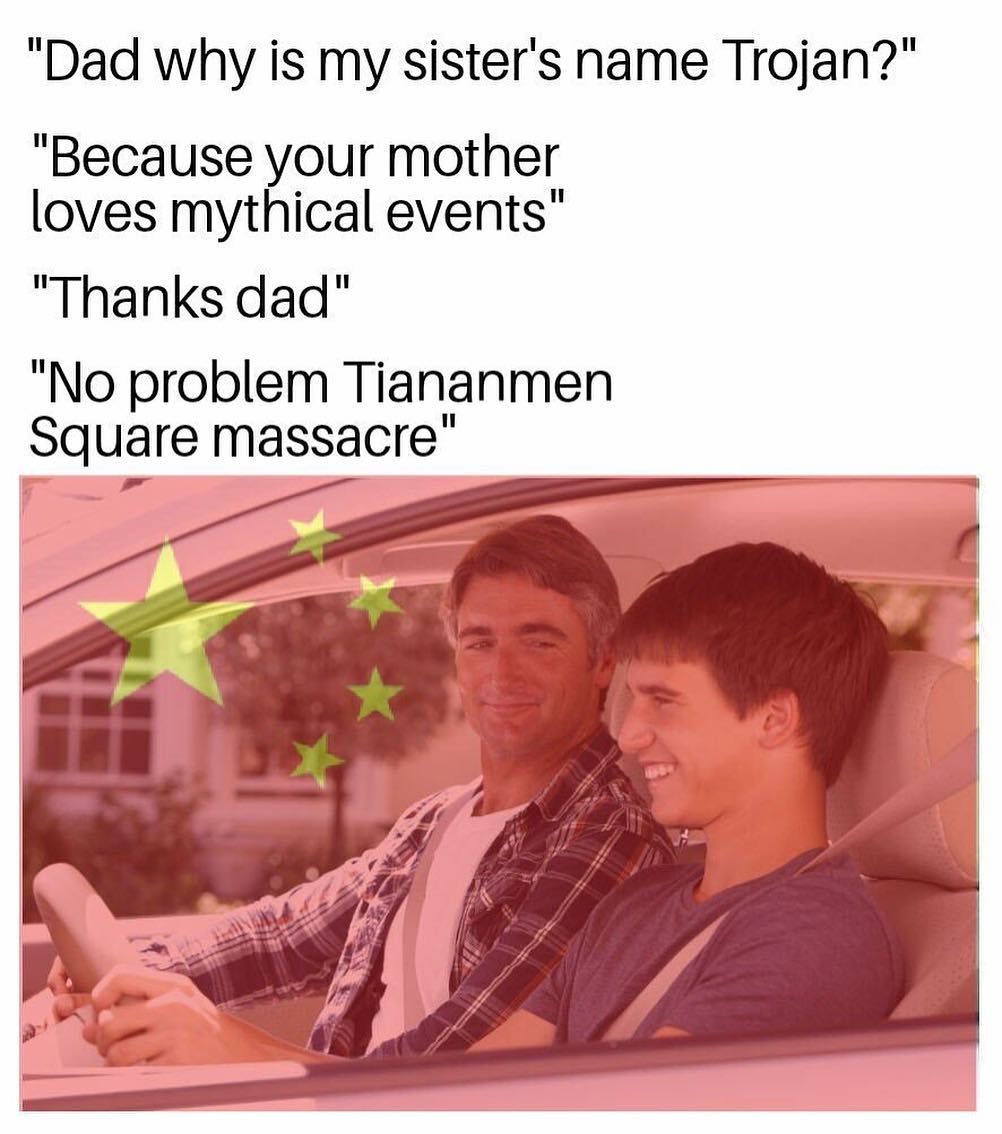 "Dad why is my sister's name Trojan?"
"Because your mother
loves mythical events"
"Thanks dad"
"No problem Tiananmen
Square massacre"